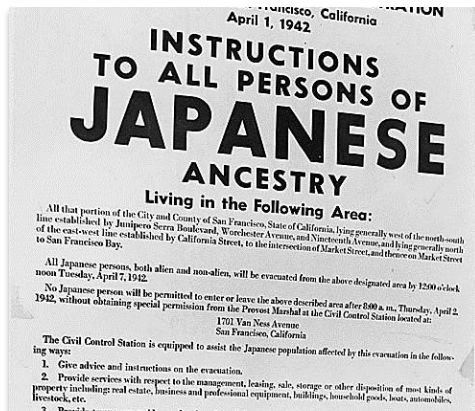 Francisco, California
April 1, 1942
INSTRUCTIONS
TO ALL PERSONS OF
JAPANESE
ANCESTRY
Living in the Following Area:
All that portion of the City and County of San Francisco, State of California, lying generally west of the north-south
line established by Junipero Serra Boulevard, Worchester Avenue, and Nineteenth Avenue, and lying generally north
of the east-west line established by California Street, to the intersection of Market Street, and thence on Market Street
to San Francisco Bay.
All Japanese persons, both alien and non-alien, will be evacuated from the above designated area by 12:00 o'clock
noon Tuesday, April 7, 1942.
No Japanese person will be permitted to enter or leave the above described area after 8:00 a. m., Thursday, April 2,
1942, without obtaining special permission from the Provost Marshal at the Civil Control Station located at:
1701 Van Ness Avenue
San Francisco, California
The Civil Control Station is equipped to assist the Japanese population affected by this evacuation in the follow-
ing ways:
1. Give advice and instructions on the evacuation.
2. Provide services with respect to the management, leasing, sale, storage or other disposition of most kinds of
property including: real estate, business and professional equipment, buildings, household goods, boats, automobiles,
livestock, etc.
3. Provide